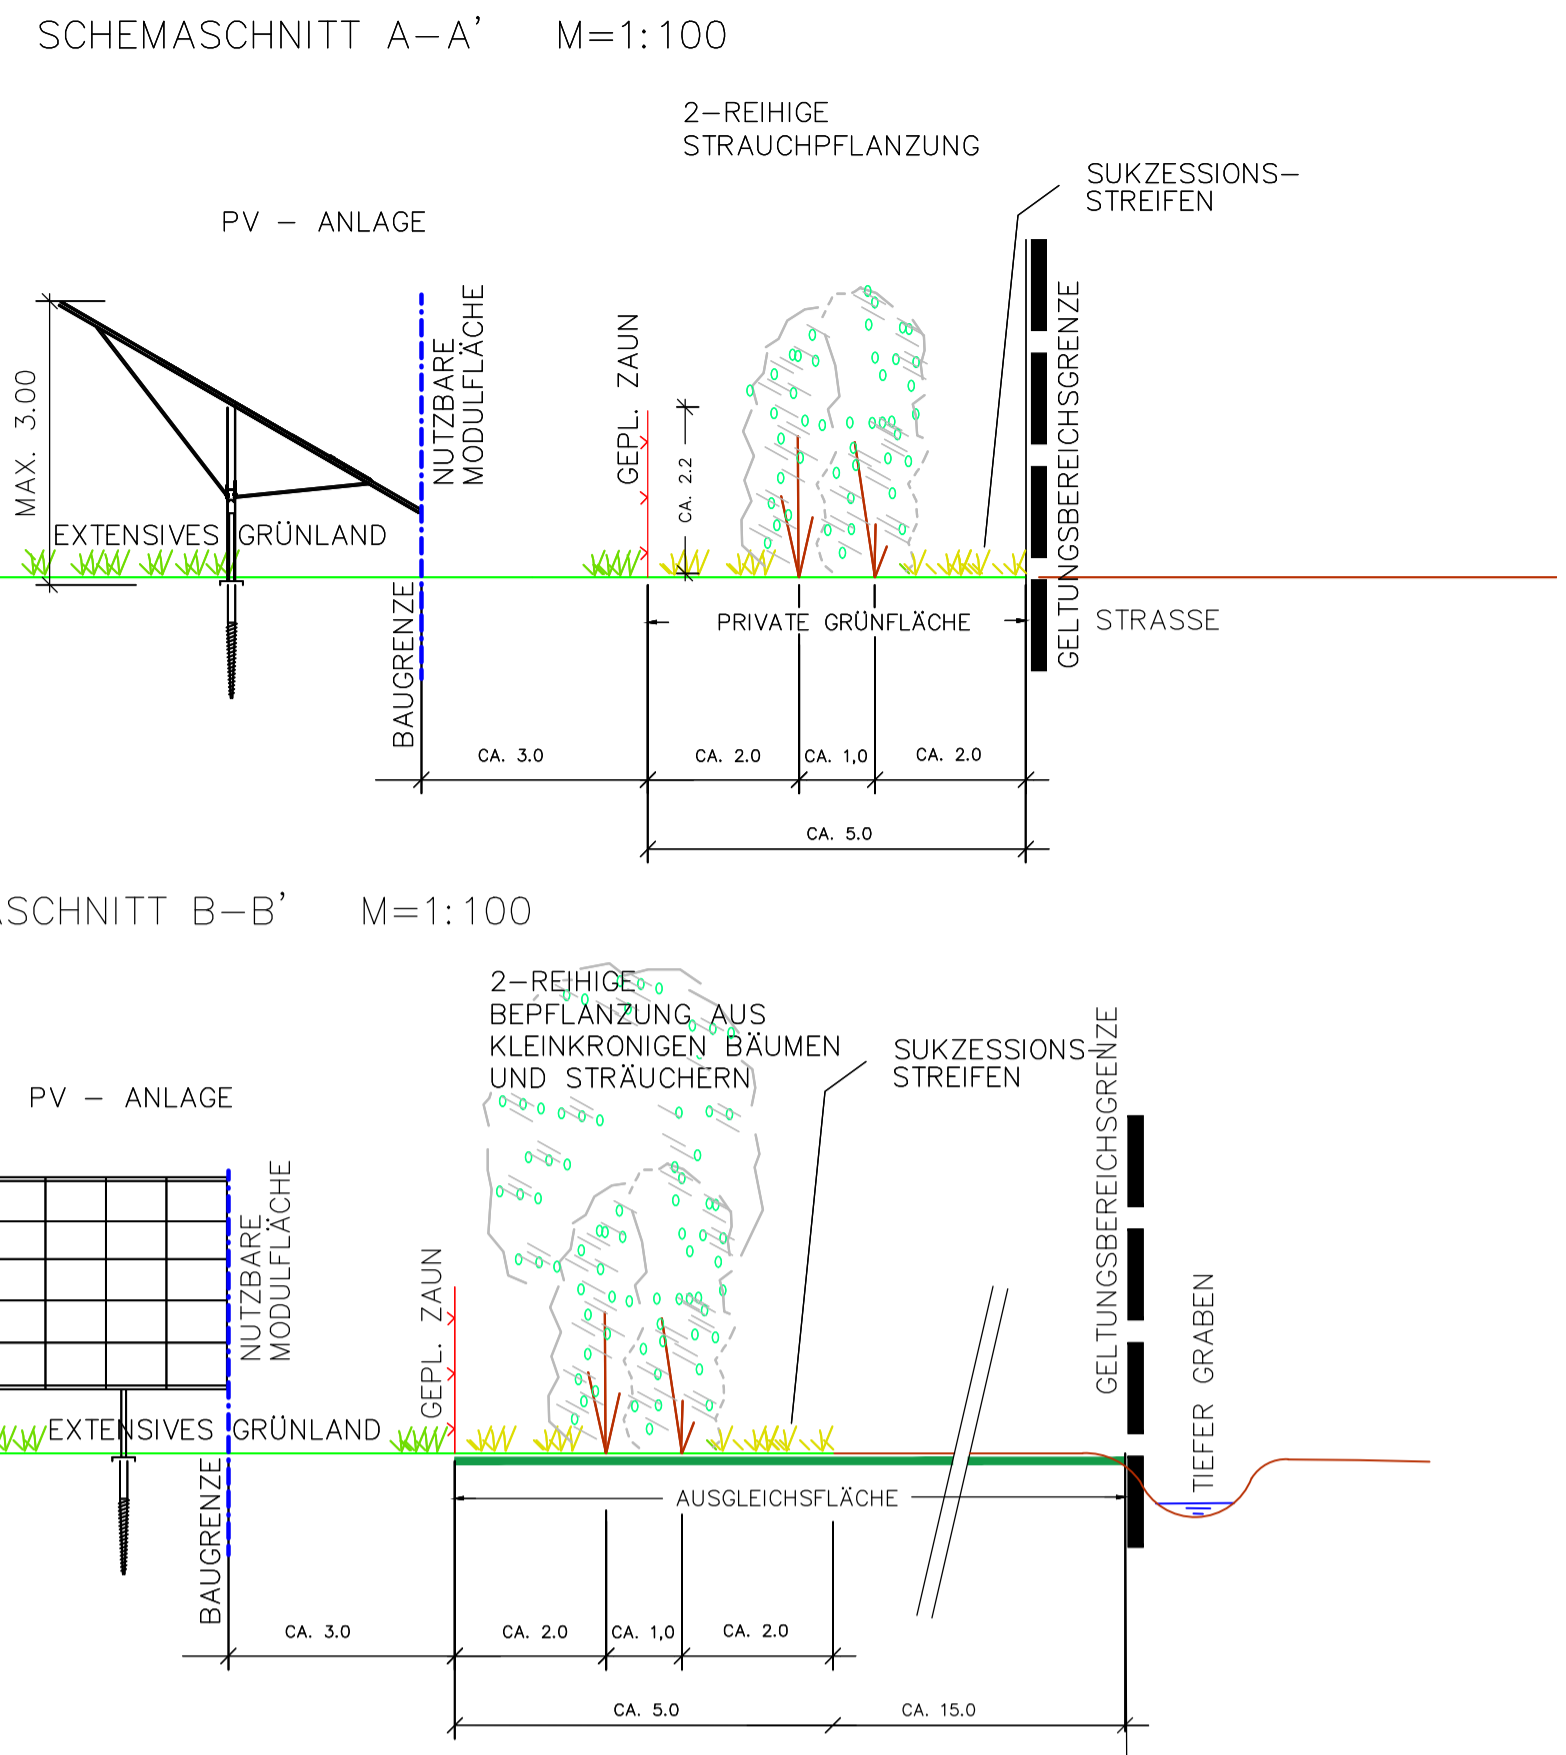 SCHEMASCHNITT A-A' M=1:100
2-REIHIGE
STRAUCHPFLANZUNG
SUKZESSIONS-
STREIFEN
PV - ANLAGE
MAX. 3.00
NUTZBARE
MODULFLÄCHE
GEPL. ZAUN
CA. 2.2
GELTUNGSBEREICHSGRENZE
EXTENSIVES GRÜNLAND
BAUGRENZE
PRIVATE GRÜNFLÄCHE
STRASSE
CA. 3.0
CA. 2.0
CA. 1,0
CA. 2.0
CA. 5.0
ASCHNITT B-B' M=1:100
2-REIHIGE
BEPFLANZUNG AUS
KLEINKRONIGEN BÄUMEN
UND STRÄUCHERN
SUKZESSIONS-
STREIFEN
PV - ANLAGE
NUTZBARE
MODULFLÄCHE
GEPL. ZAUN
GELTUNGSBEREICHSGRENZE
TIEFER GRABEN
EXTENSIVES GRÜNLAND
BAUGRENZE
AUSGLEICHSFLÄCHE
CA. 3.0
CA. 2.0
CA. 1,0
CA. 2.0
CA. 5.0
CA. 15.0